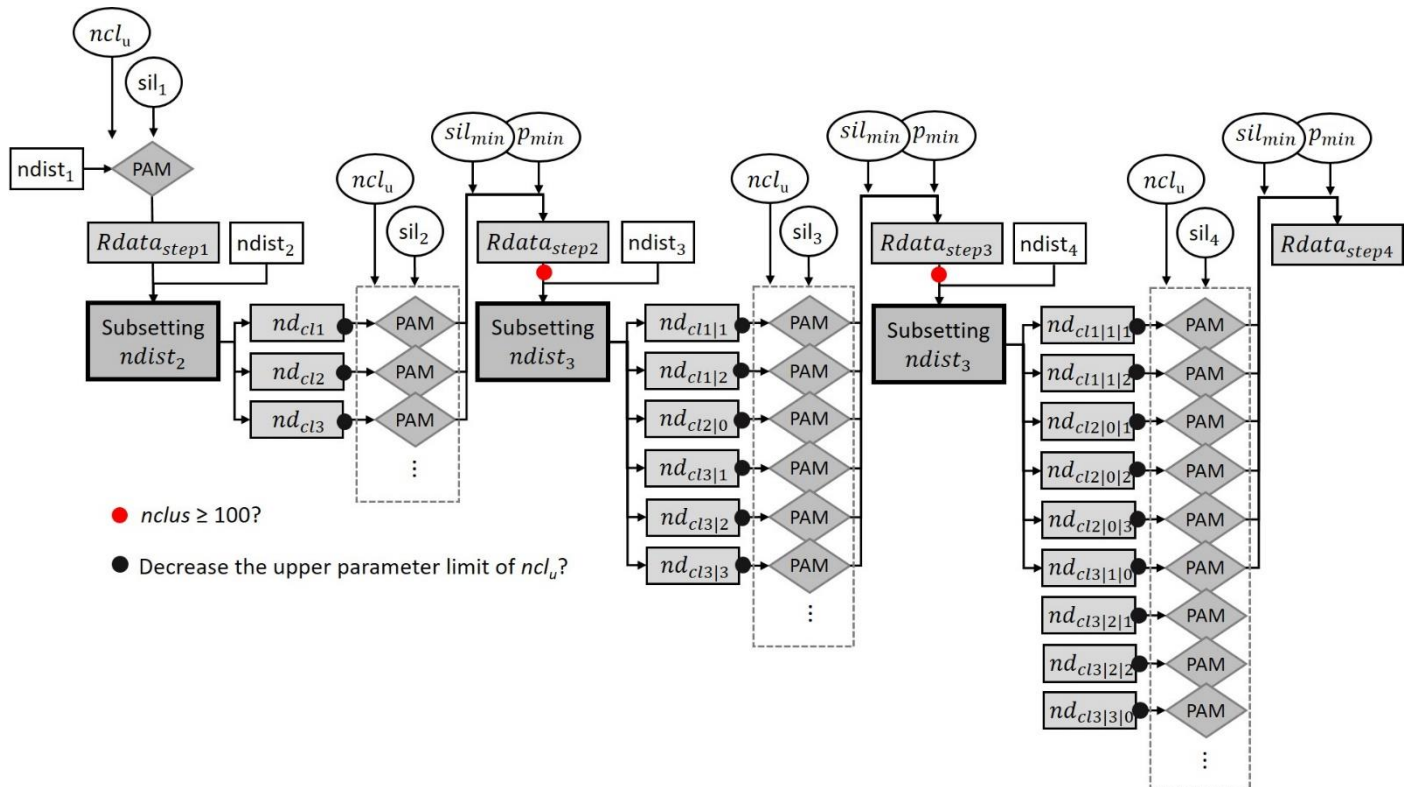 ncl_u
sil_1
ndist_1
PAM
Rdata_step1
ndist_2
Subsetting
ndist_2
nd_cl1
nd_cl2
nd_cl3
ncl_u
sil_2
PAM
PAM
PAM
⋮
sil_min
p_min
Rdata_step2
ndist_3
Subsetting
ndist_3
nd_cl1|1
nd_cl1|2
nd_cl2|0
nd_cl3|1
nd_cl3|2
nd_cl3|3
ncl_u
sil_3
PAM
PAM
PAM
PAM
PAM
PAM
⋮
sil_min
p_min
Rdata_step3
ndist_4
Subsetting
ndist_3
nd_cl1|1|1
nd_cl1|1|2
nd_cl2|0|1
nd_cl2|0|2
nd_cl2|0|3
nd_cl3|1|0
nd_cl3|2|1
nd_cl3|2|2
nd_cl3|3|0
ncl_u
sil_4
PAM
PAM
PAM
PAM
PAM
PAM
PAM
PAM
PAM
⋮
sil_min
p_min
Rdata_step4
nclus ≥ 100?
Decrease the upper parameter limit of ncl_u?